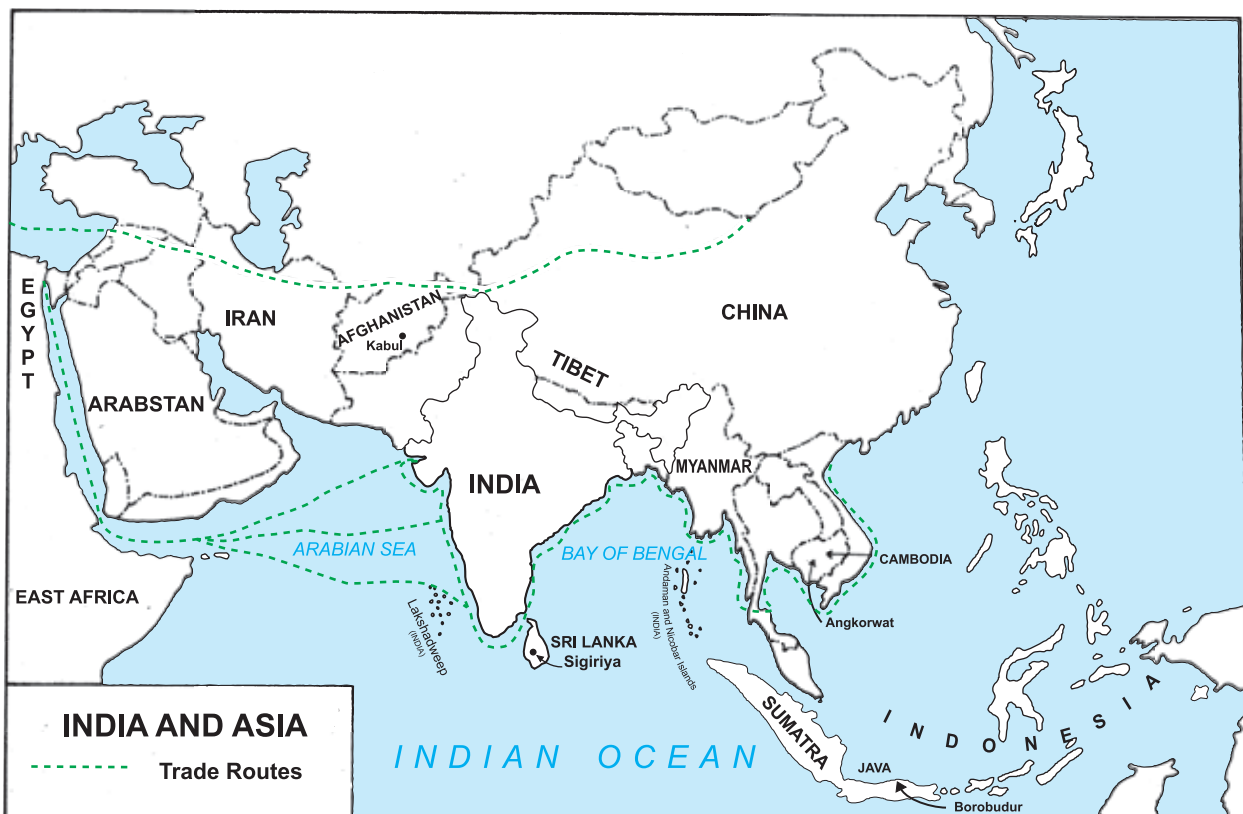 EGYPT
IRAN
AFGHANISTAN
Kabul
CHINA
TIBET
ARABSTAN
INDIA
MYANMAR
ARABIAN SEA
BAY OF BENGAL
CAMBODIA
EAST AFRICA
Lakshadweep
(INDIA)
Andaman and Nicobar Islands
(INDIA)
Angkorwat
SRI LANKA
Sigiriya
SUMATRA
INDONESIA
INDIA AND ASIA
Trade Routes
INDIAN OCEAN
JAVA
Borobudur